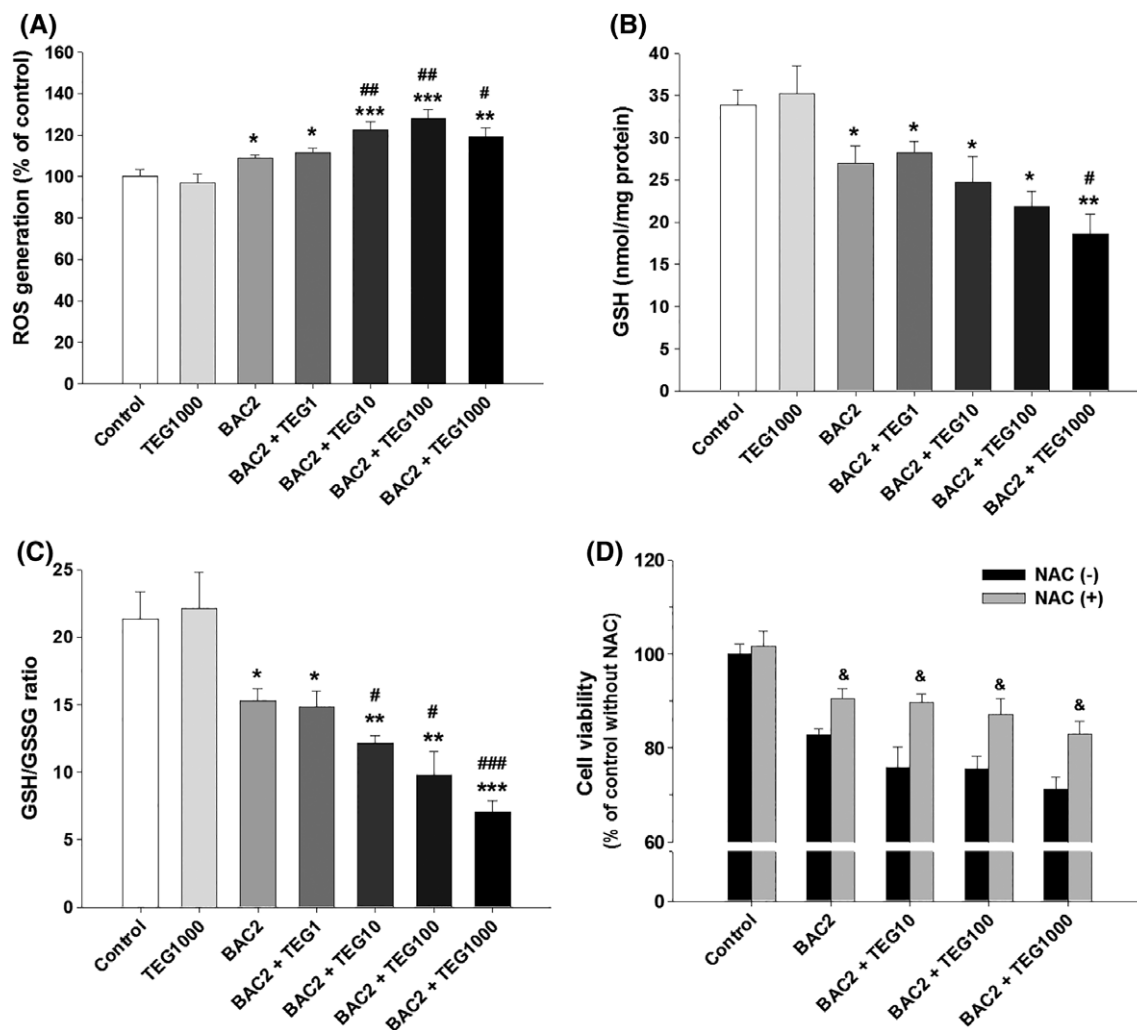 (A)
ROS generation (% of control)
160
140
120
100
80
60
40
20
0
*
*
##
***
##
***
#
**
Control
TEG1000
BAC2
BAC2 + TEG1
BAC2 + TEG10
BAC2 + TEG100
BAC2 + TEG1000
(B)
GSH (nmol/mg protein)
40
35
30
25
20
15
10
5
0
*
*
*
*
#
**
Control
TEG1000
BAC2
BAC2 + TEG1
BAC2 + TEG10
BAC2 + TEG100
BAC2 + TEG1000
(C)
GSH/GSSG ratio
25
20
15
10
5
0
*
*
#
**
#
**
###
***
Control
TEG1000
BAC2
BAC2 + TEG1
BAC2 + TEG10
BAC2 + TEG100
BAC2 + TEG1000
(D)
Cell viability
(% of control without NAC)
120
100
80
60
0
NAC (-)
NAC (+)
&
&
&
&
Control
BAC2
BAC2 + TEG10
BAC2 + TEG100
BAC2 + TEG1000